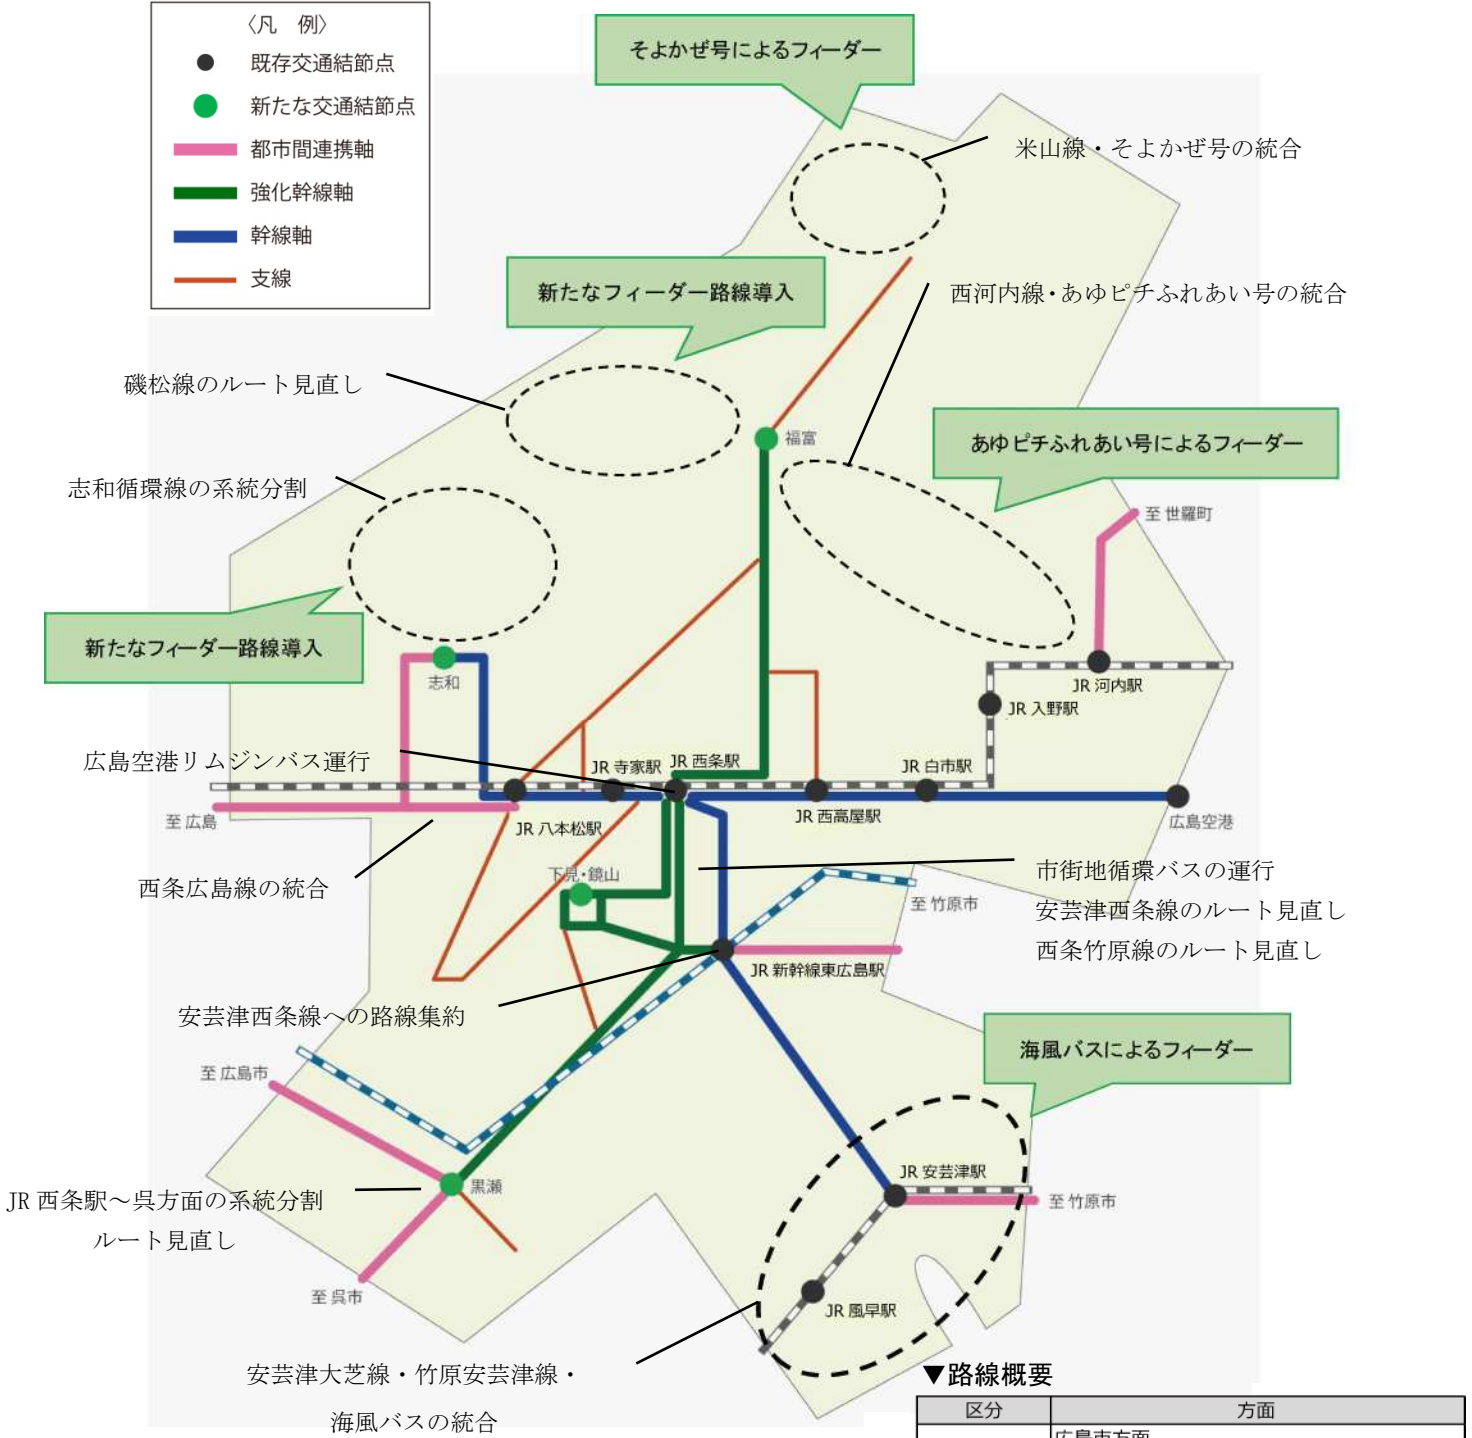 〈凡　例〉
既存交通結節点
新たな交通結節点
都市間連携軸
強化幹線軸
幹線軸
支線
そよかぜ号によるフィーダー
米山線・そよかぜ号の統合
新たなフィーダー路線導入
西河内線・あゆピチふれあい号の統合
磯松線のルート見直し
福富
あゆピチふれあい号によるフィーダー
志和循環線の系統分割
至 世羅町
新たなフィーダー路線導入
志和
JR 河内駅
JR 入野駅
広島空港リムジンバス運行
JR 寺家駅
JR 西条駅
JR 白市駅
至 広島
JR 八本松駅
JR 西高屋駅
広島空港
西条広島線の統合
下見・鏡山
市街地循環バスの運行
安芸津西条線のルート見直し
西条竹原線のルート見直し
至 竹原市
JR 新幹線東広島駅
安芸津西条線への路線集約
海風バスによるフィーダー
至 広島市
JR 安芸津駅
黒瀬
JR 西条駅～呉方面の系統分割
ルート見直し
至 竹原市
至 呉市
JR 風早駅
安芸津大芝線・竹原安芸津線・
海風バスの統合
▼路線概要
区分
方面
広島市方面